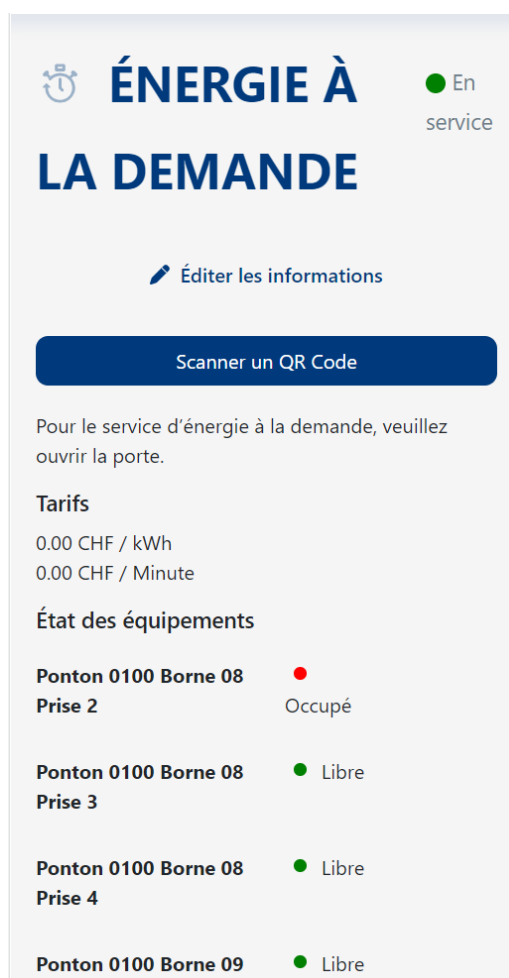 ÉNERGIE À
LA DEMANDE
En
service
Éditer les informations
Scanner un QR Code
Pour le service d’énergie à la demande, veuillez
ouvrir la porte.
Tarifs
0.00 CHF / kWh
0.00 CHF / Minute
État des équipements
Ponton 0100 Borne 08
Prise 2
Occupé
Ponton 0100 Borne 08
Prise 3
Libre
Ponton 0100 Borne 08
Prise 4
Libre
Ponton 0100 Borne 09
Libre